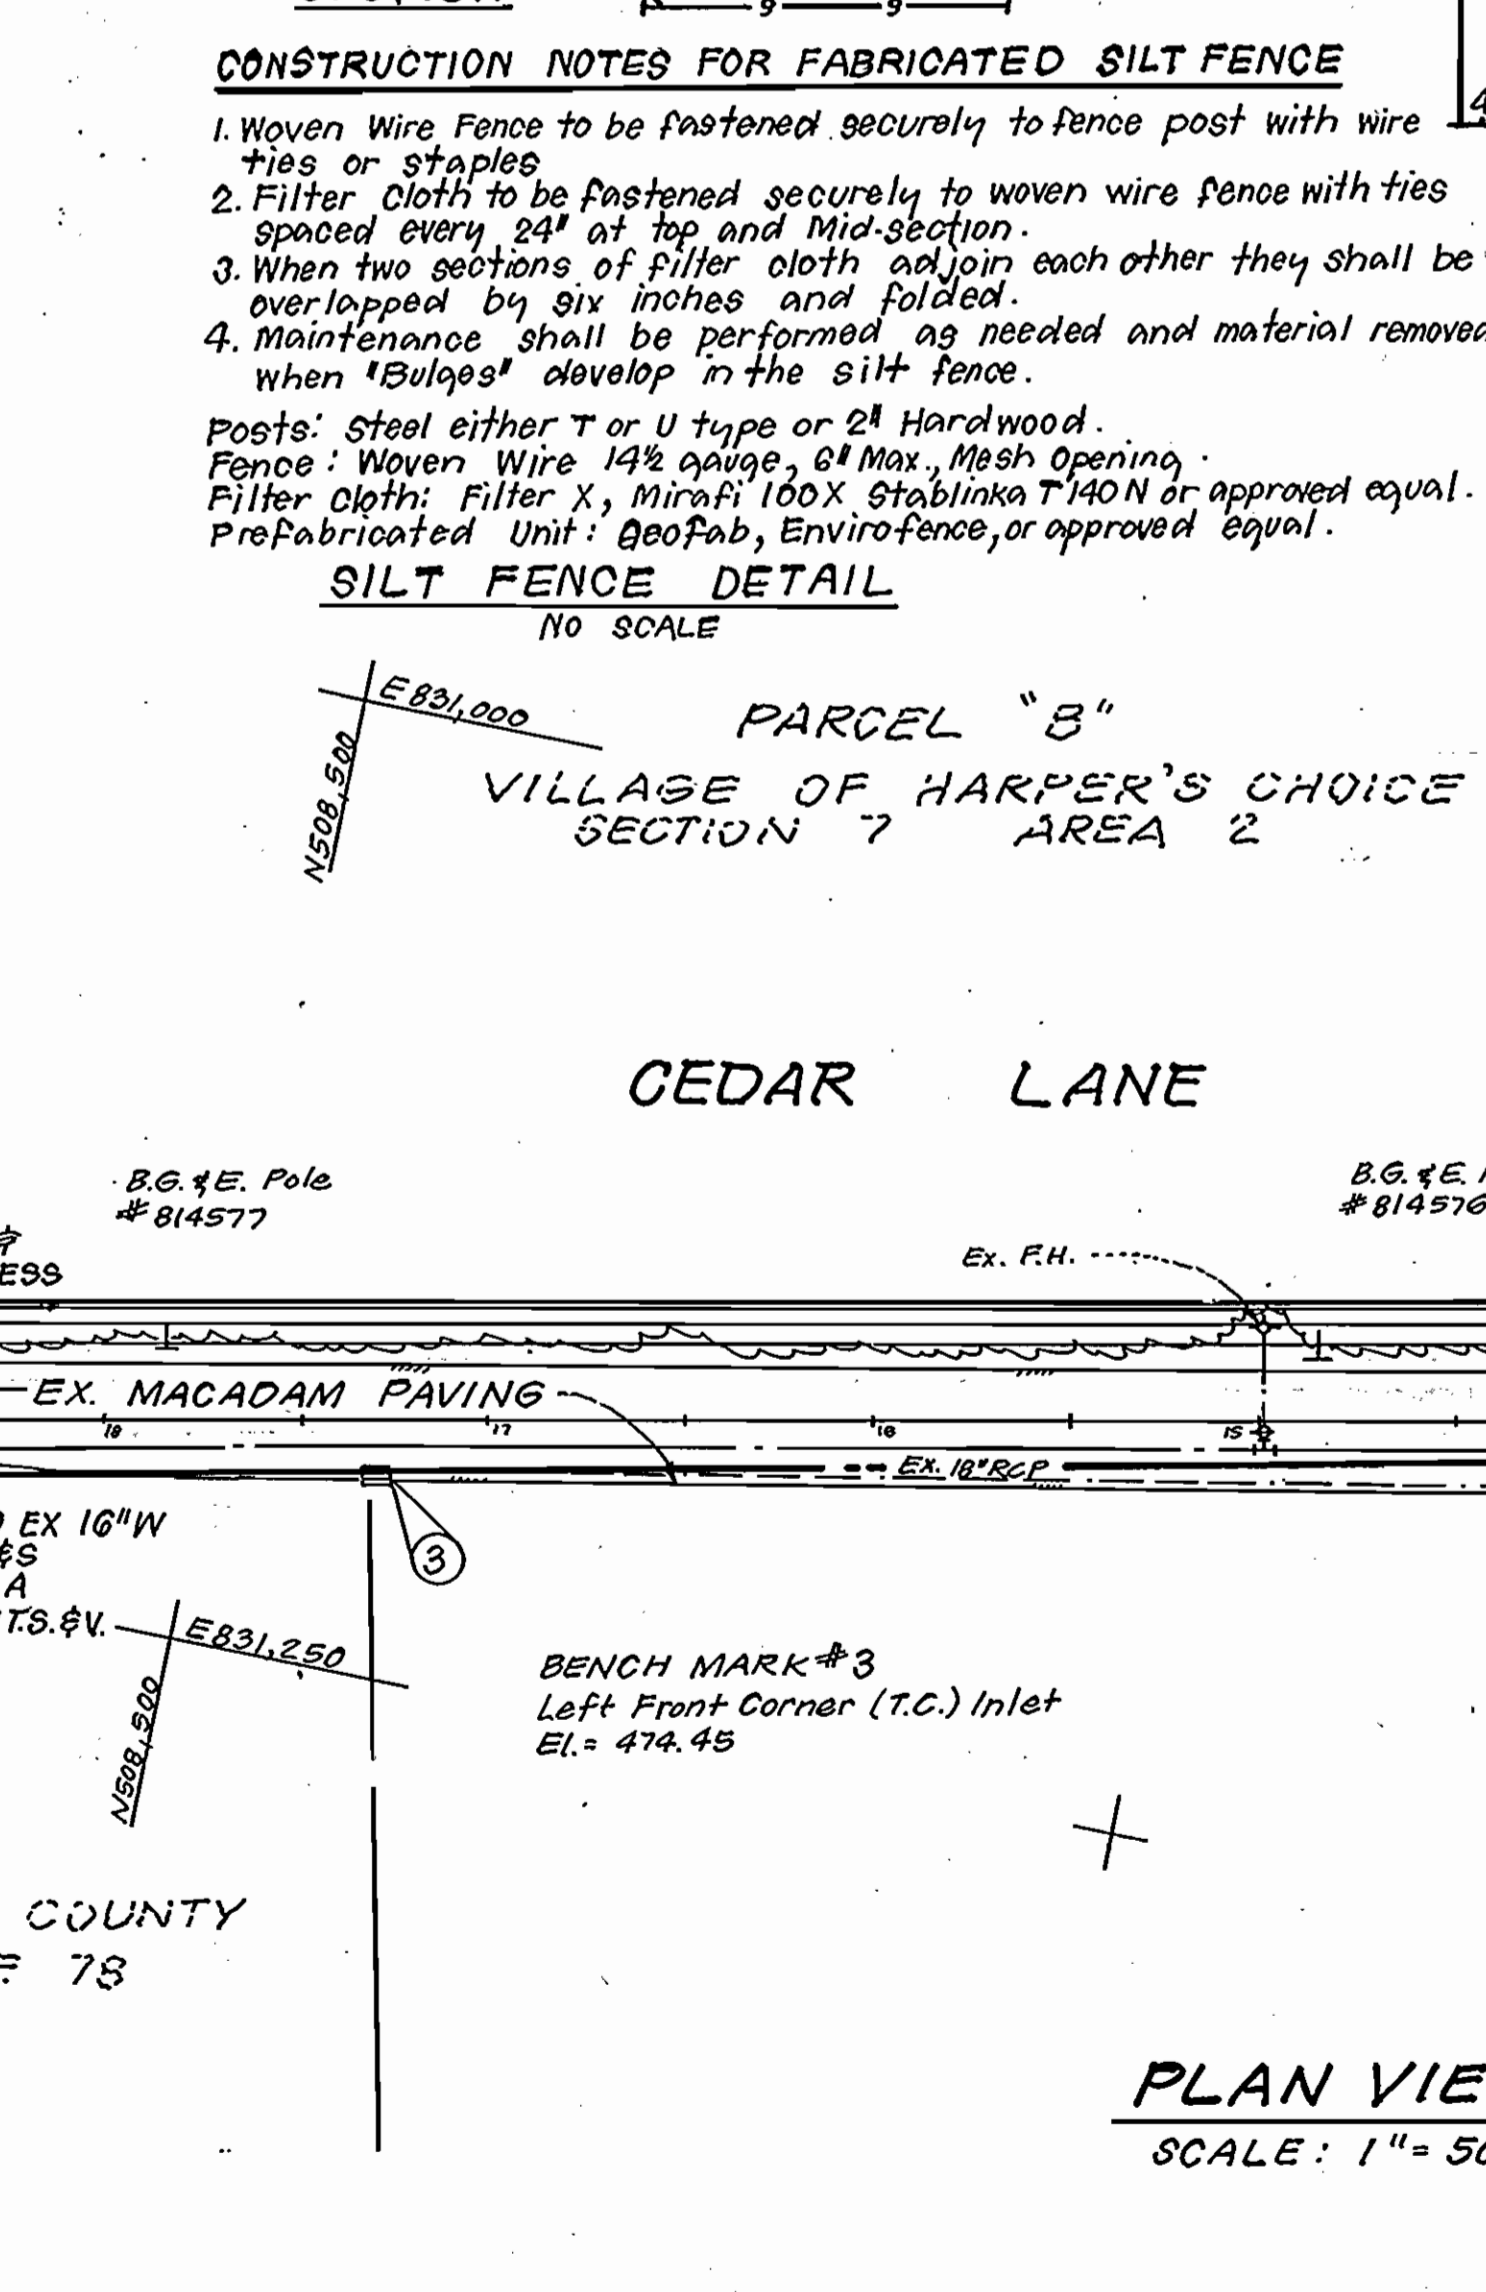 CONSTRUCTION NOTES FOR FABRICATED SILT FENCE
1. Woven Wire Fence to be fastened securely to fence post with wire
ties or staples
2. Filter Cloth to be fastened securely to woven wire fence with ties
spaced every 24" at top and Mid-section.
3. When two sections of filter cloth adjoin each other they shall be
overlapped by six inches and folded.
4. Maintenance shall be performed as needed and material removed
when "Bulges" develop in the silt fence.
Posts: Steel either T or U type or 2" Hardwood.
Fence: Woven Wire 14½ gauge, 6" Max., Mesh Opening.
Filter Cloth: Filter X, Mirafi 100X Stablinka T140N or approved equal.
Prefabricated Unit: Geofab, Envirofence, or approved equal.
SILT FENCE DETAIL
NO SCALE
E 831,000
N508,500
PARCEL "B"
VILLAGE OF HARPER'S CHOICE
SECTION 7 AREA 2
CEDAR LANE
B.G. & E. Pole
#814577
B.G. & E.
#814576
ESS
Ex. F.H.
EX. MACADAM PAVING
18
17
16
15
EX. 18" RCP
EX 16"W
&S
A
T.S.&V.
3
E831,250
N508,500
BENCH MARK #3
Left Front Corner (T.C.) Inlet
El.= 474.45
COUNTY
78
PLAN VIE
SCALE: 1"= 50